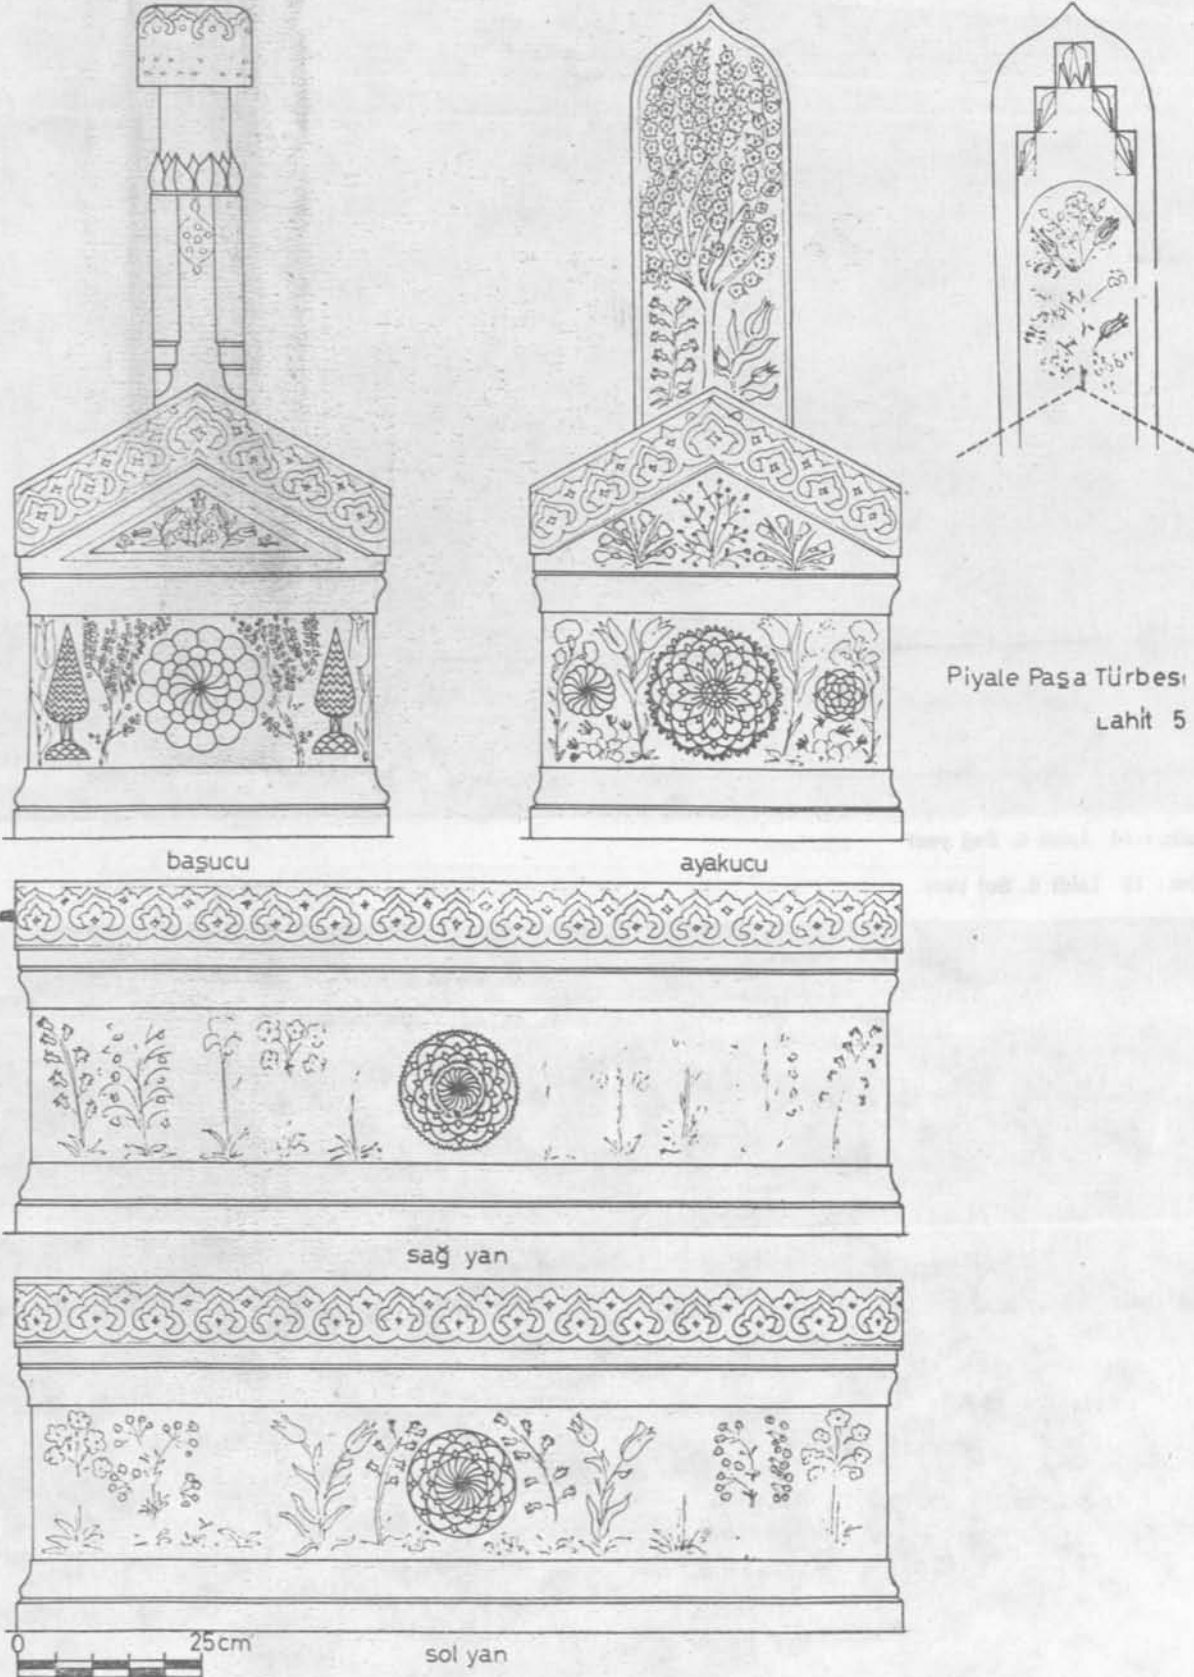 Piyale Paşa Türbesi
Lahit 5
başucu
ayakucu
sağ yan
0 25cm
sol yan